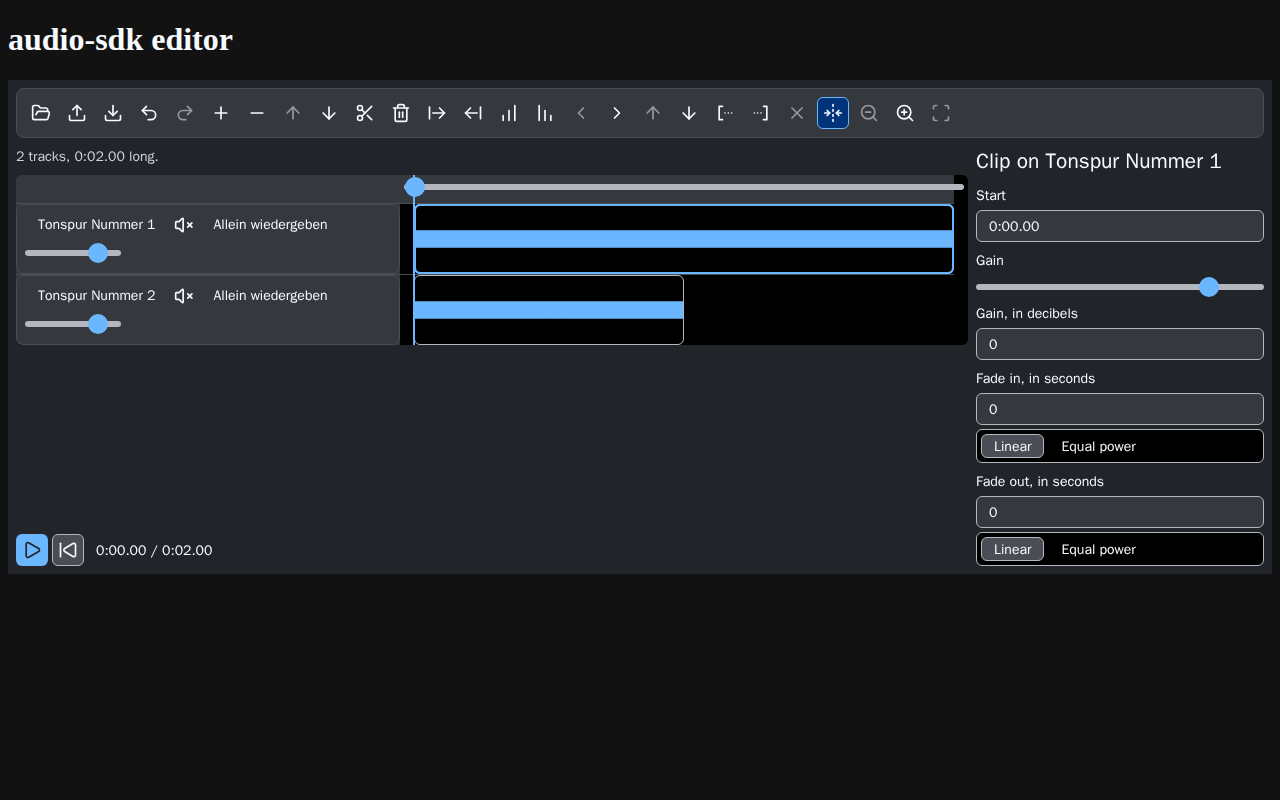 audio-sdk editor
2 tracks, 0:02.00 long.
Tonspur Nummer 1
Allein wiedergeben
Tonspur Nummer 2
Allein wiedergeben
0:00.00 / 0:02.00
Clip on Tonspur Nummer 1
Start
0:00.00
Gain
Gain, in decibels
0
Fade in, in seconds
0
Linear
Equal power
Fade out, in seconds
0
Linear
Equal power